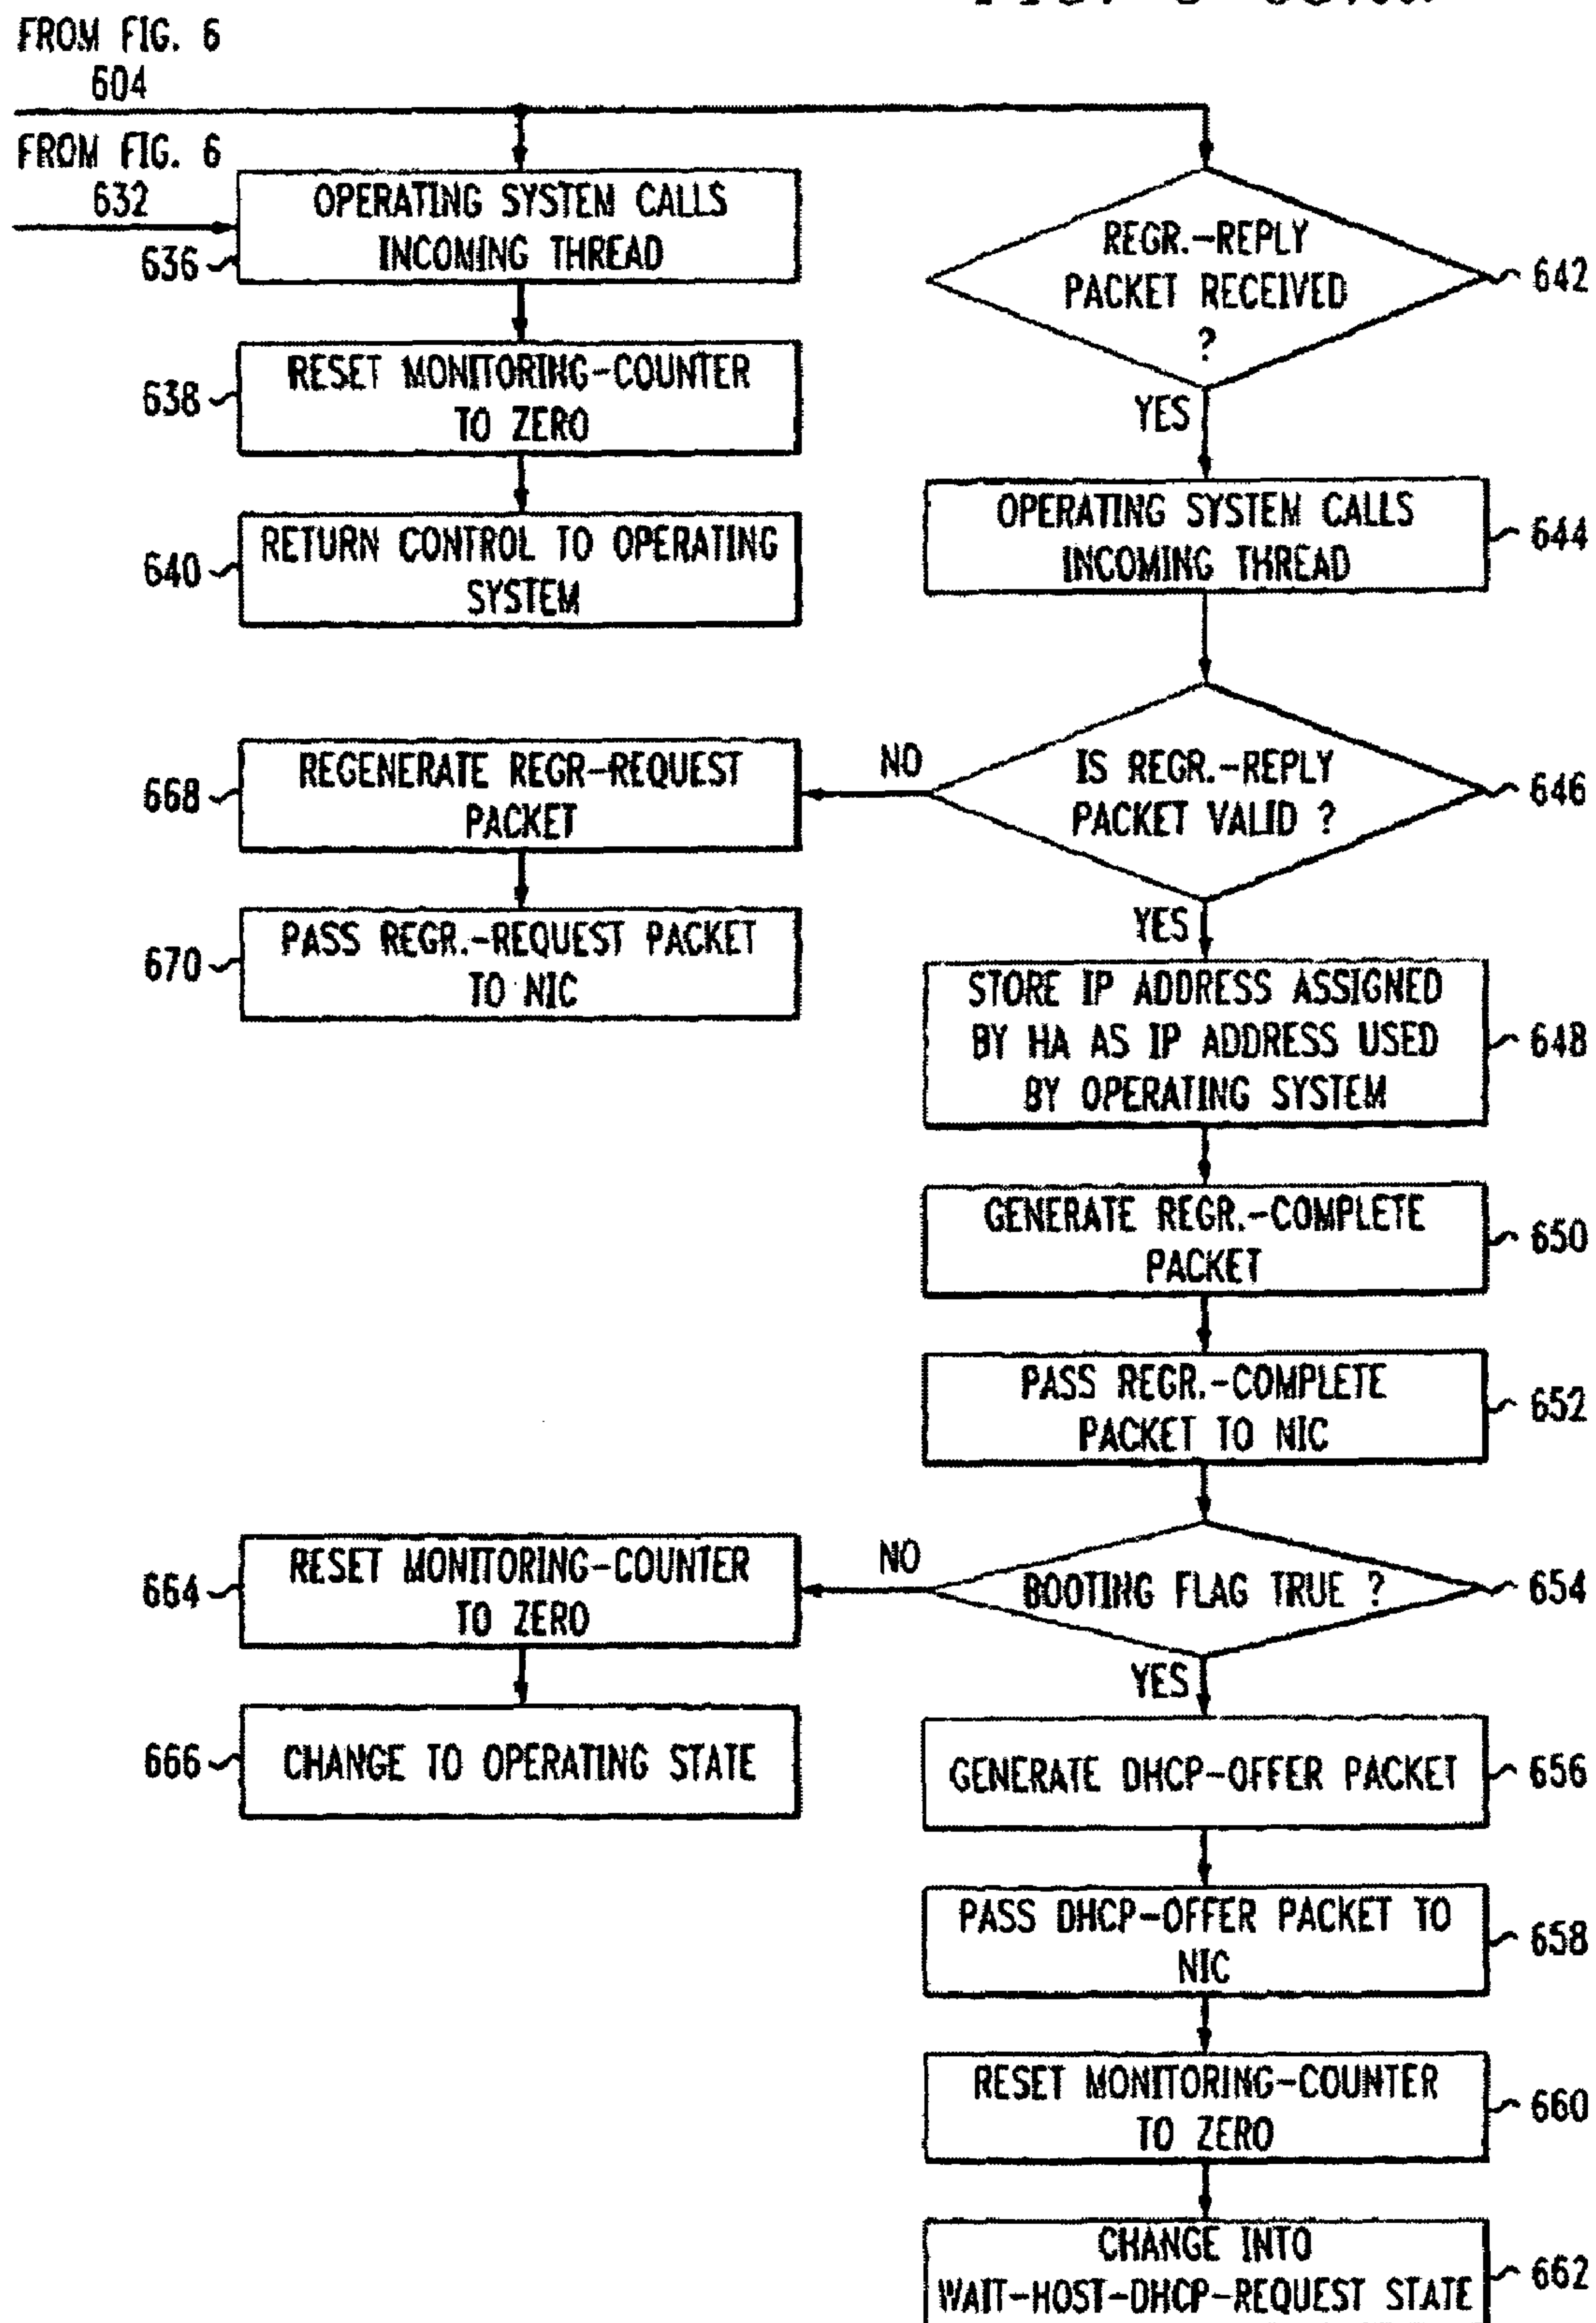 FROM FIG. 6
604
FROM FIG. 6
632
OPERATING SYSTEM CALLS
INCOMING THREAD
636
RESET MONITORING-COUNTER
TO ZERO
638
RETURN CONTROL TO OPERATING
SYSTEM
640
REGR.-REPLY
PACKET RECEIVED
?
642
YES
OPERATING SYSTEM CALLS
INCOMING THREAD
644
IS REGR.-REPLY
PACKET VALID ?
646
NO
REGENERATE REGR-REQUEST
PACKET
668
PASS REGR.-REQUEST PACKET
TO NIC
670
YES
STORE IP ADDRESS ASSIGNED
BY HA AS IP ADDRESS USED
BY OPERATING SYSTEM
648
GENERATE REGR.-COMPLETE
PACKET
650
PASS REGR.-COMPLETE
PACKET TO NIC
652
BOOTING FLAG TRUE ?
654
NO
RESET MONITORING-COUNTER
TO ZERO
664
CHANGE TO OPERATING STATE
666
YES
GENERATE DHCP-OFFER PACKET
656
PASS DHCP-OFFER PACKET TO
NIC
658
RESET MONITORING-COUNTER
TO ZERO
660
CHANGE INTO
WAIT-HOST-DHCP-REQUEST STATE
662